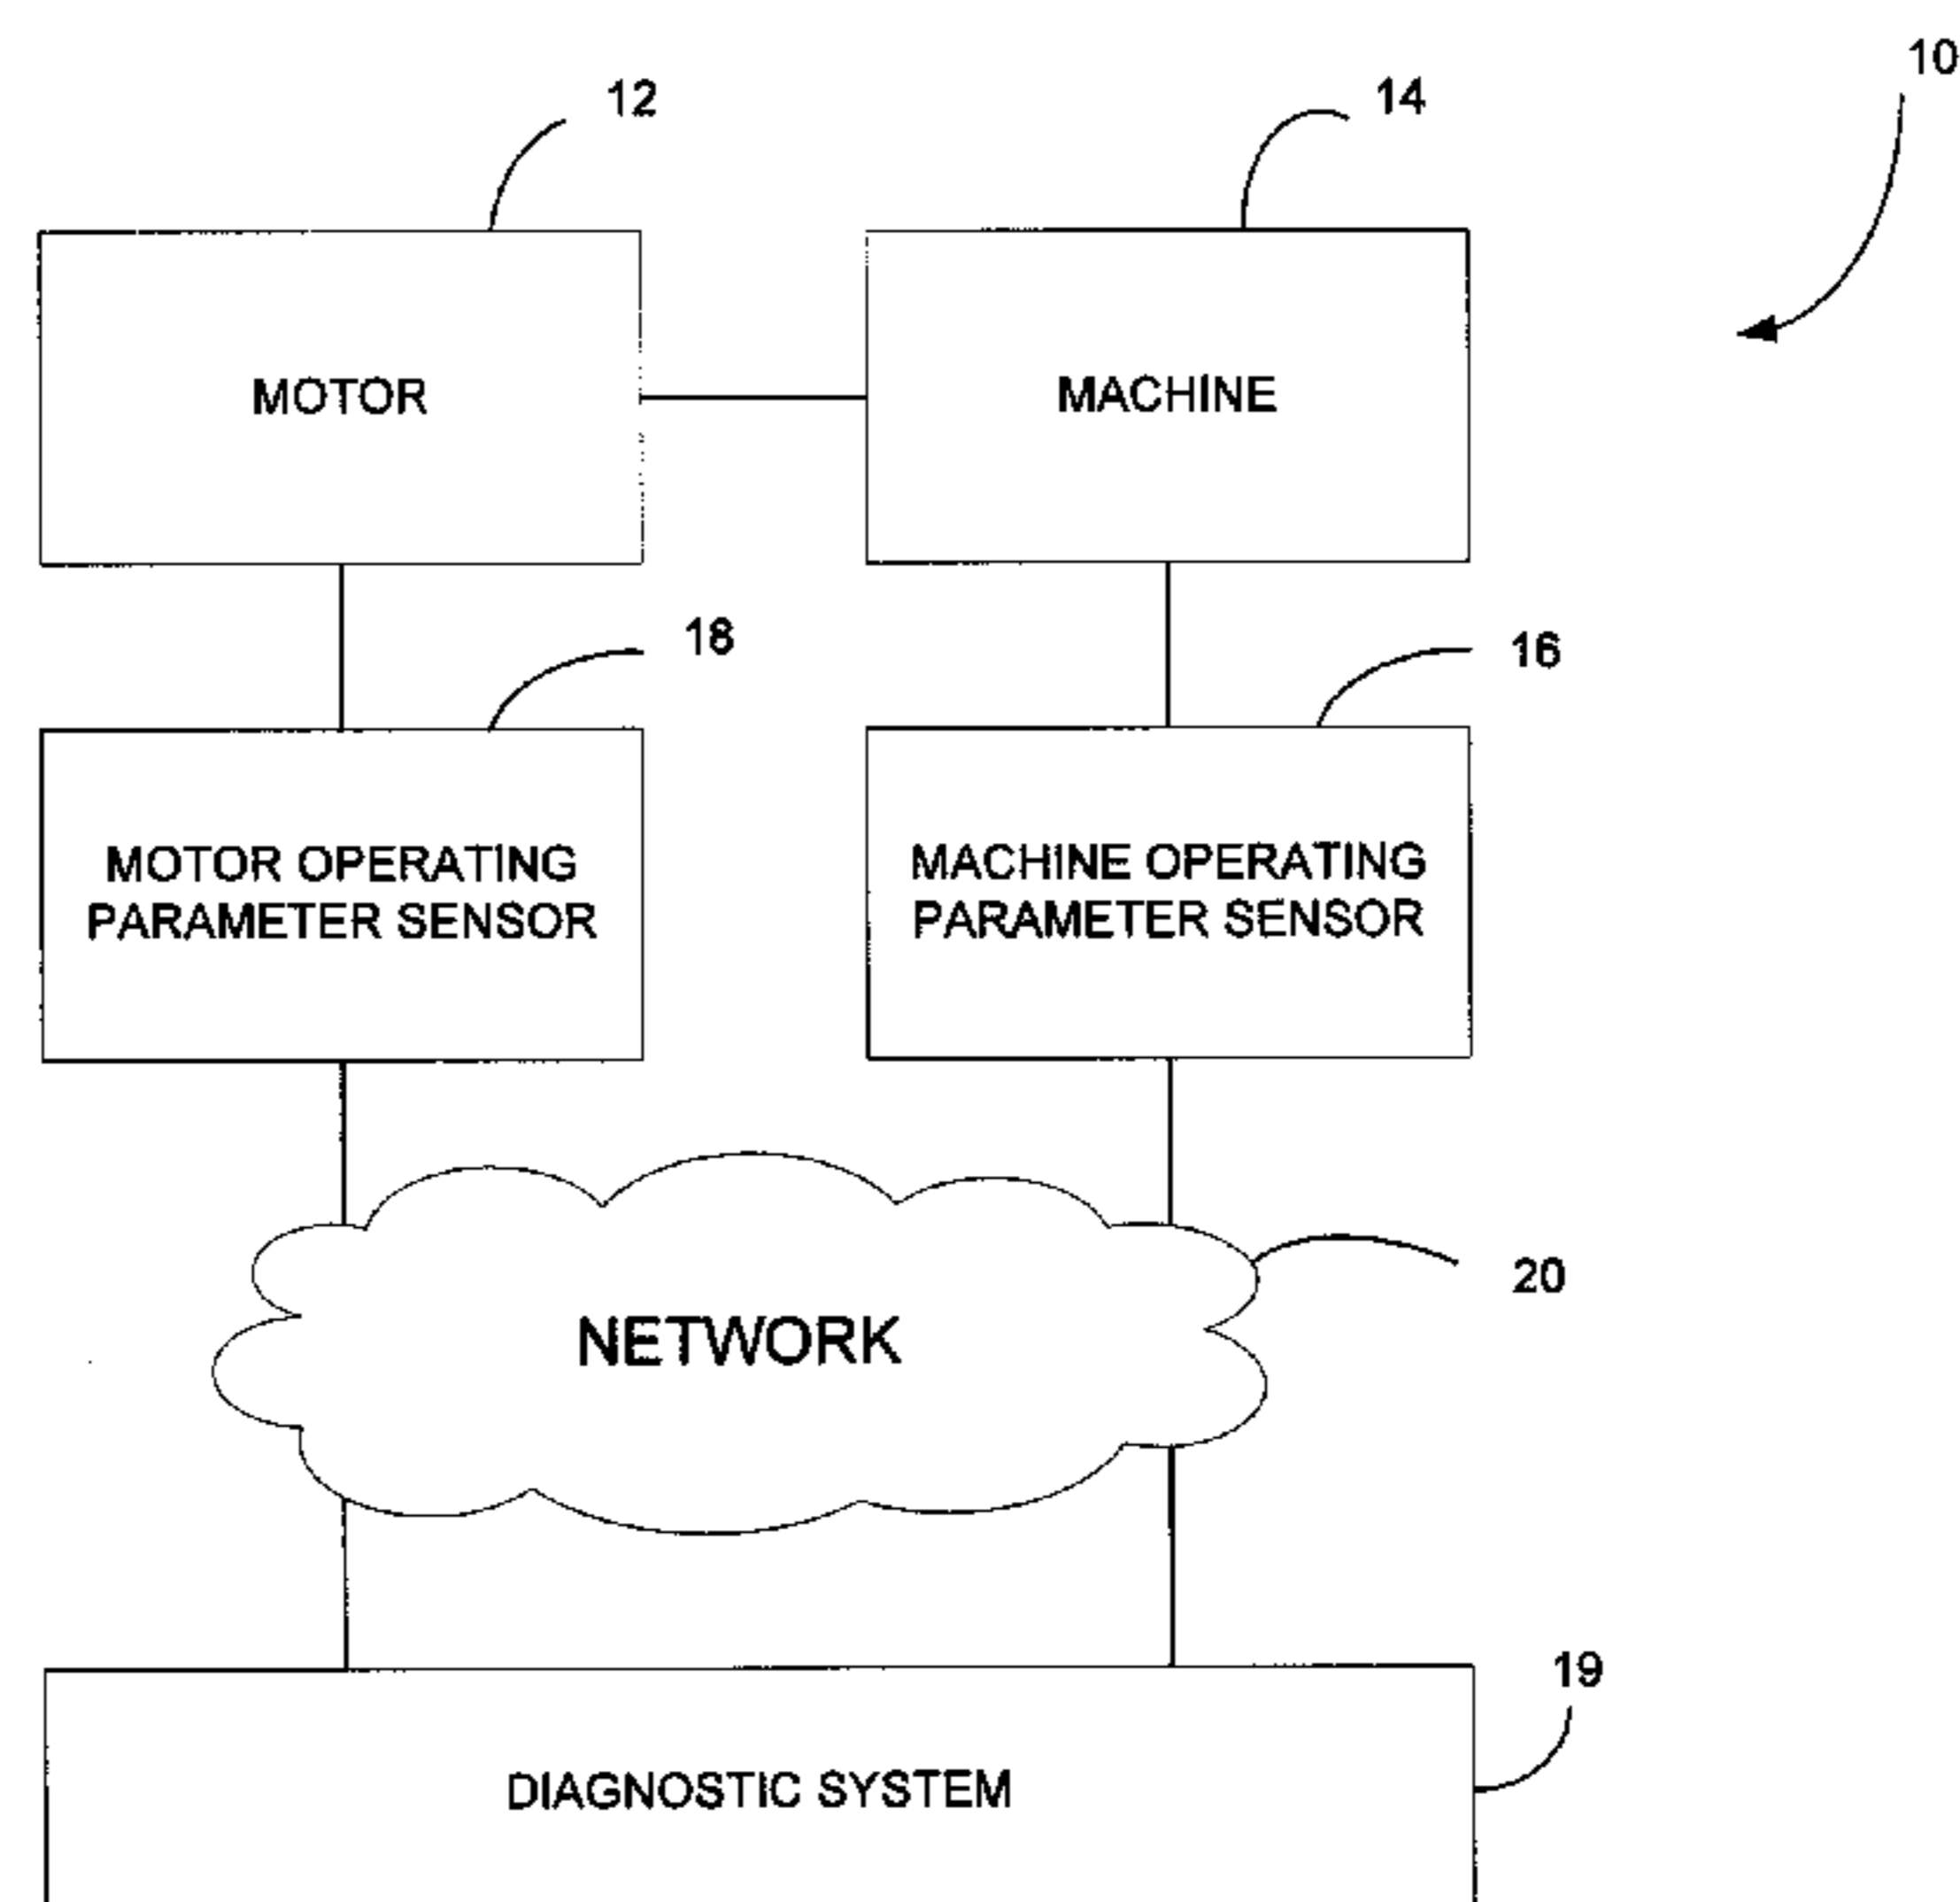 10
12
14
MOTOR
MACHINE
18
16
MOTOR OPERATING
PARAMETER SENSOR
MACHINE OPERATING
PARAMETER SENSOR
20
NETWORK
19
DIAGNOSTIC SYSTEM